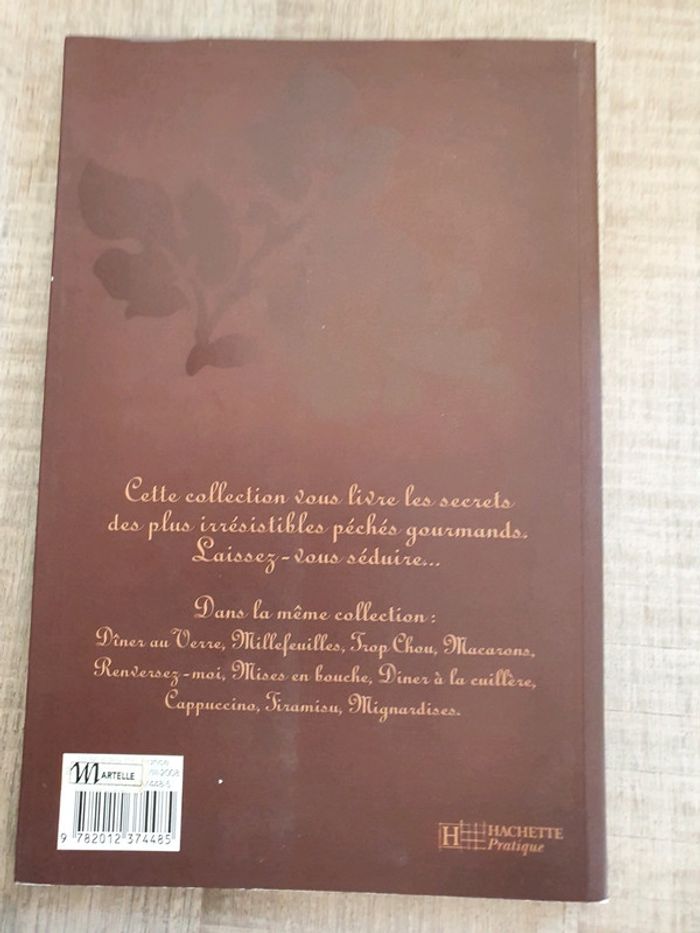 Cette collection vous livre les secrets
des plus irrésistibles péchés gourmands.
Laissez-vous séduire...
Dans la même collection :
Dîner au Verre, Millefeuilles, Trop Chou, Macarons,
Renversez-moi, Mises en bouche, Dîner à la cuillère,
Cappuccino, Tiramisu, Mignardises.
MARTELLE
9 782012 374485
H HACHETTE
Pratique